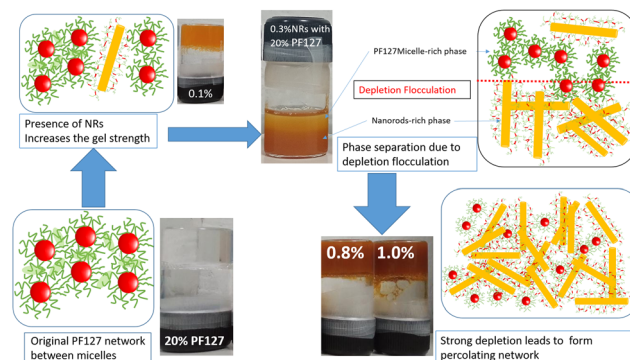 0.1%
Presence of NRs
Increases the gel strength
0.3%NRs with
20% PF127
PF127Micelle-rich phase
Depletion Flocculation
Nanorods-rich phase
Phase separation due to
depletion flocculation
Original PF127 network
between micelles
20% PF127
0.8%
1.0%
Strong depletion leads to form
percolating network